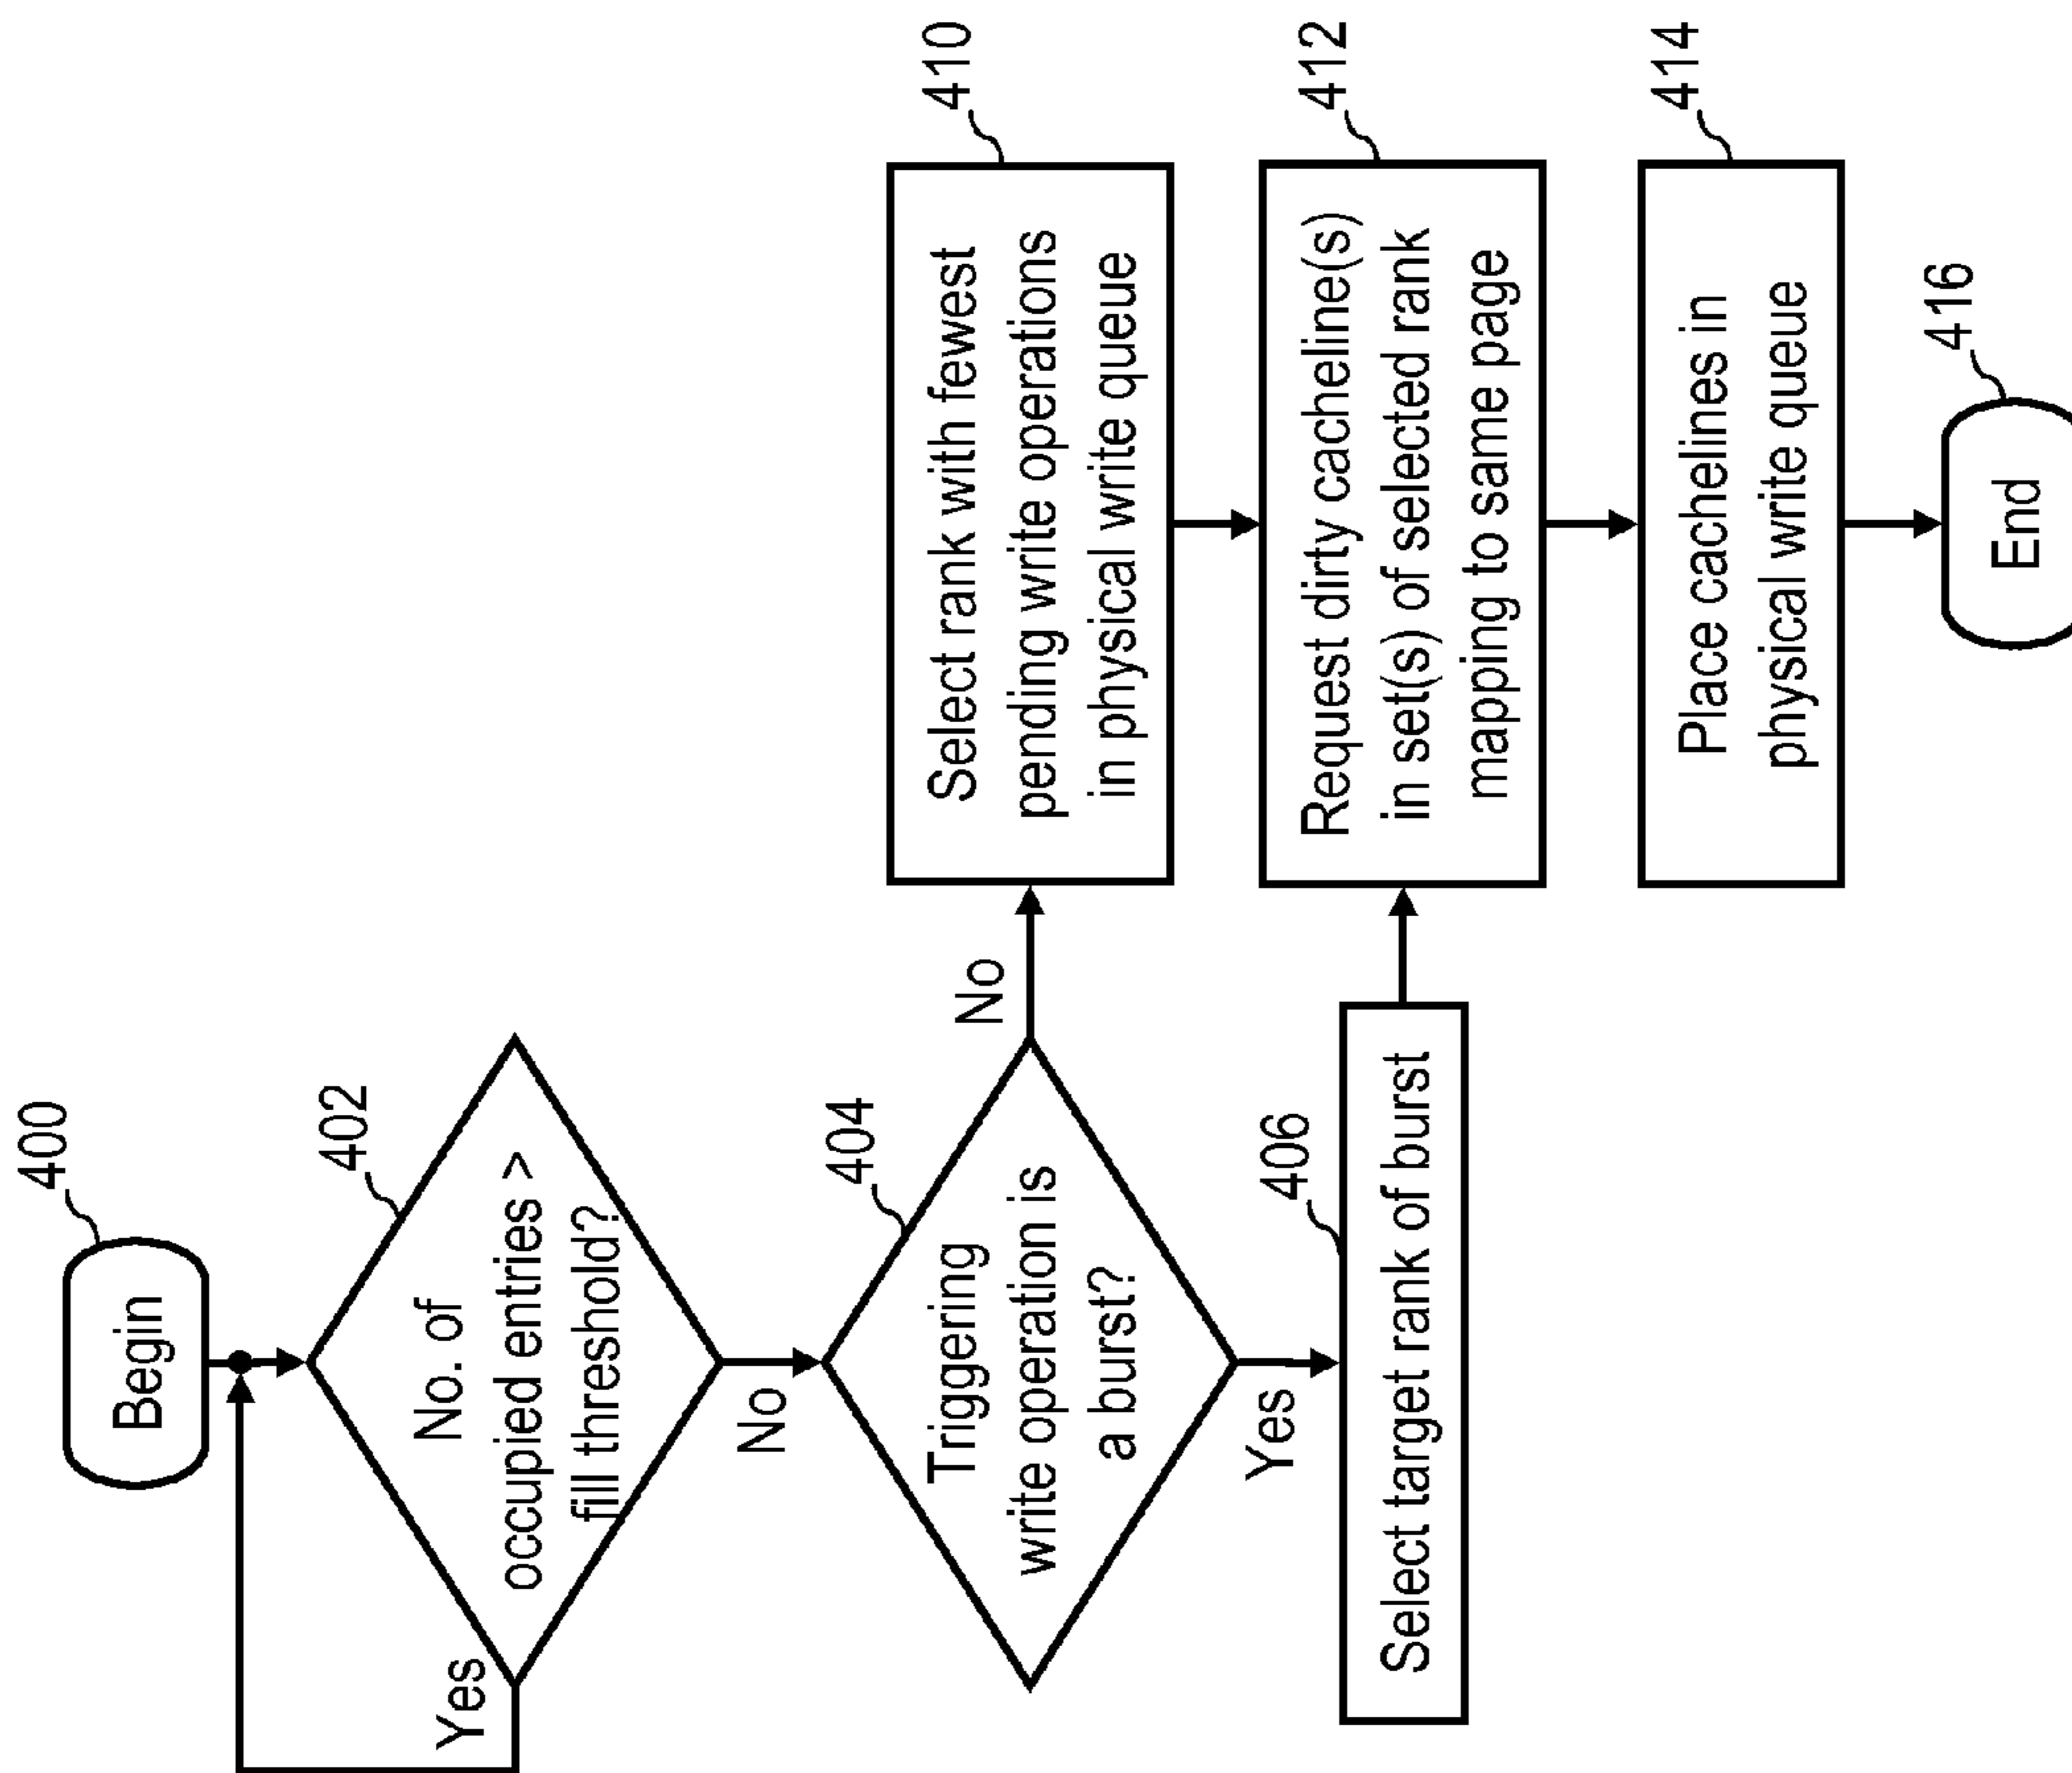 400
Begin
402
No. of
occupied entries >
fill threshold?
Yes
No
404
Triggering
write operation is
a burst?
No
Yes
406
Select target rank of burst
410
Select rank with fewest
pending write operations
in physical write queue
412
Request dirty cacheline(s)
in set(s) of selected rank
mapping to same page
414
Place cachelines in
physical write queue
416
End